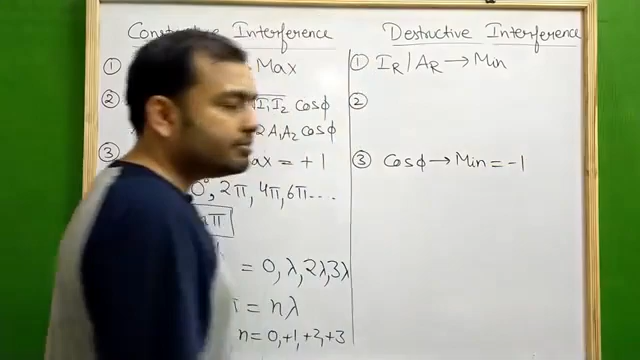 Constructive Interference
① Max
② √I₁I₂ Cosϕ
2A₁A₂ cosϕ
③ Max = + 1
0°, 2π, 4π, 6π....
nπ
= 0, λ, 2λ, 3λ
= nλ
n = 0, +1, +2, +3
Destructive Interference
① I_R / A_R → Min
②
③ Cosϕ → Min = -1